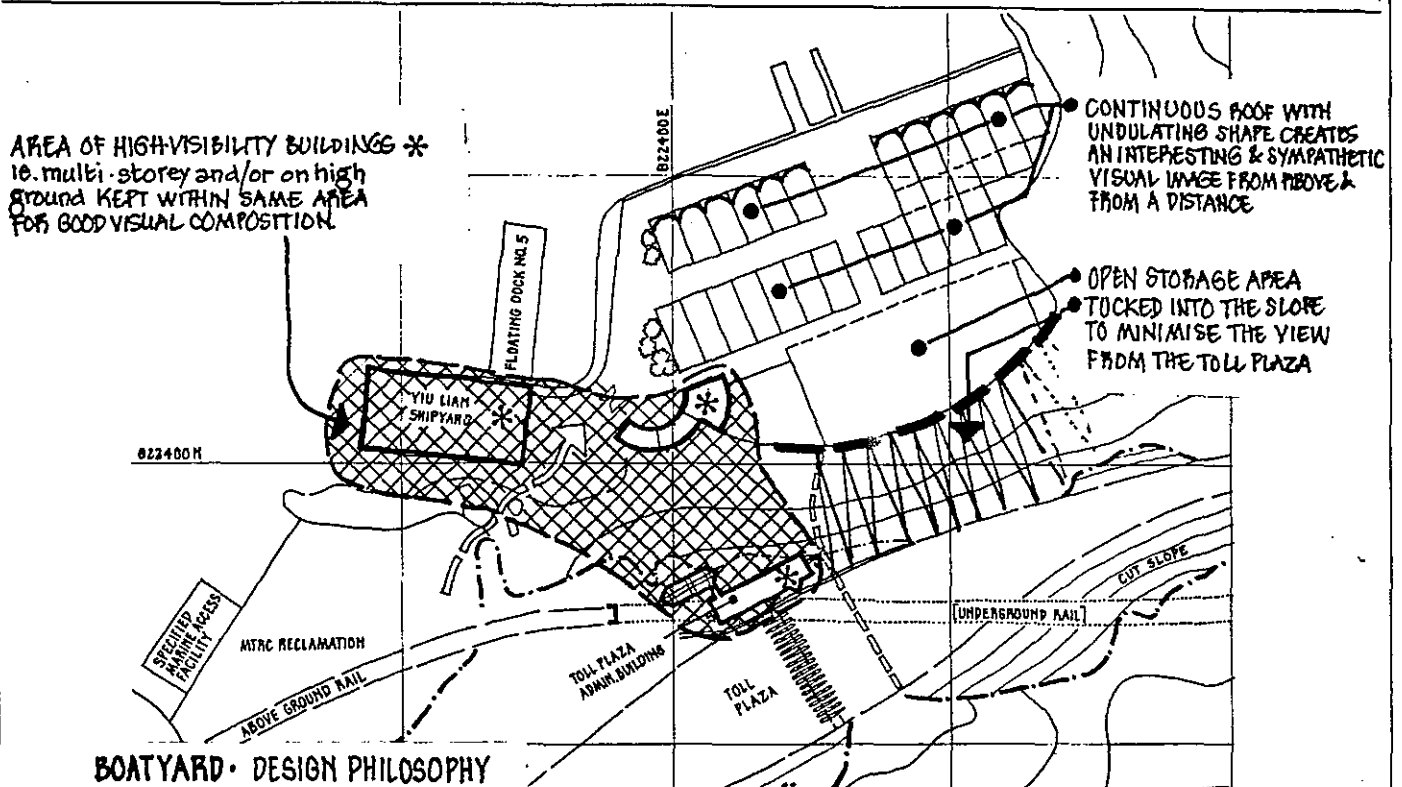 AREA OF HIGH-VISIBILITY BUILDINGS *
ie. multi-storey and/or on high
ground KEPT WITHIN SAME AREA
FOR GOOD VISUAL COMPOSITION
CONTINUOUS ROOF WITH
UNDULATING SHAPE CREATES
AN INTERESTING & SYMPATHETIC
VISUAL IMAGE FROM ABOVE &
FROM A DISTANCE
OPEN STORAGE AREA
TUCKED INTO THE SLOPE
TO MINIMISE THE VIEW
FROM THE TOLL PLAZA
822400E
FLOATING DOCK NO.5
YIU LIAM
SHIPYARD
822400N
SPECIFIED
MARINE ACCESS
FACILITY
MTRC RECLAMATION
ABOVE GROUND RAIL
TOLL PLAZA
ADMIN. BUILDING
TOLL
PLAZA
[UNDERGROUND RAIL]
CUT SLOPE
BOATYARD · DESIGN PHILOSOPHY